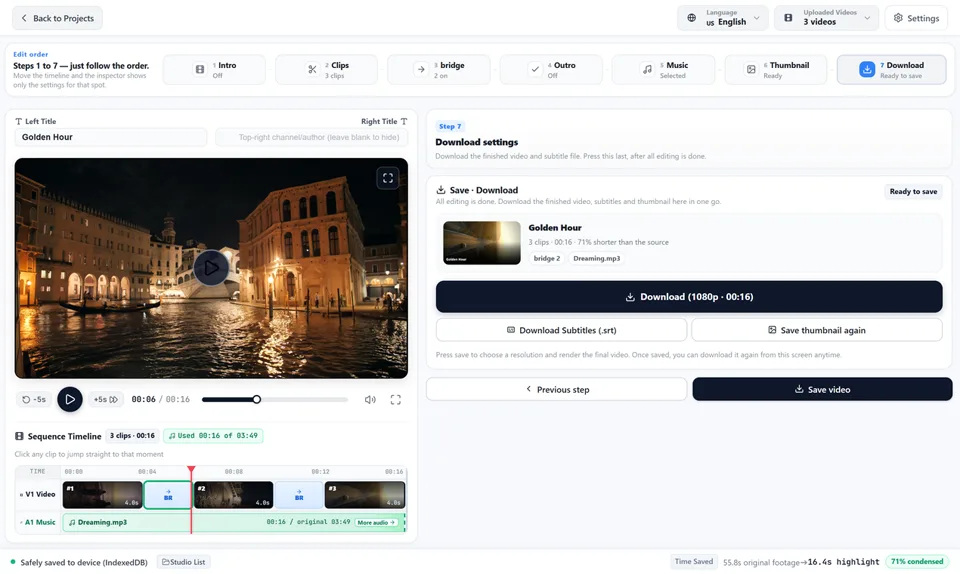 Back to Projects
Language
US English
Uploaded Videos
3 videos
Settings
Edit order
Steps 1 to 7 — just follow the order.
Move the timeline and the inspector shows
only the settings for that spot.
1 Intro
Off
2 Clips
3 clips
3 bridge
2 on
4 Outro
Off
5 Music
Selected
6 Thumbnail
Ready
7 Download
Ready to save
Left Title
Right Title
Golden Hour
Top-right channel/author (leave blank to hide)
-5s
+5s
00:06 / 00:16
Sequence Timeline
3 clips · 00:16
Used 00:16 of 03:49
Click any clip to jump straight to that moment
TIME
00:00
00:04
00:08
00:12
00:16
V1 Video
#1
4.0s
BR
#2
4.0s
BR
#3
4.0s
A1 Music
Dreaming.mp3
00:16 / original 03:49
More audio →
Step 7
Download settings
Download the finished video and subtitle file. Press this last, after all editing is done.
Save · Download
Ready to save
All editing is done. Download the finished video, subtitles and thumbnail here in one go.
Golden Hour
Golden Hour
3 clips · 00:16 · 71% shorter than the source
bridge 2
Dreaming.mp3
Download (1080p · 00:16)
Download Subtitles (.srt)
Save thumbnail again
Press save to choose a resolution and render the final video. Once saved, you can download it again from this screen anytime.
Previous step
Save video
Safely saved to device (IndexedDB)
Studio List
Time Saved
55.8s original footage→16.4s highlight
71% condensed